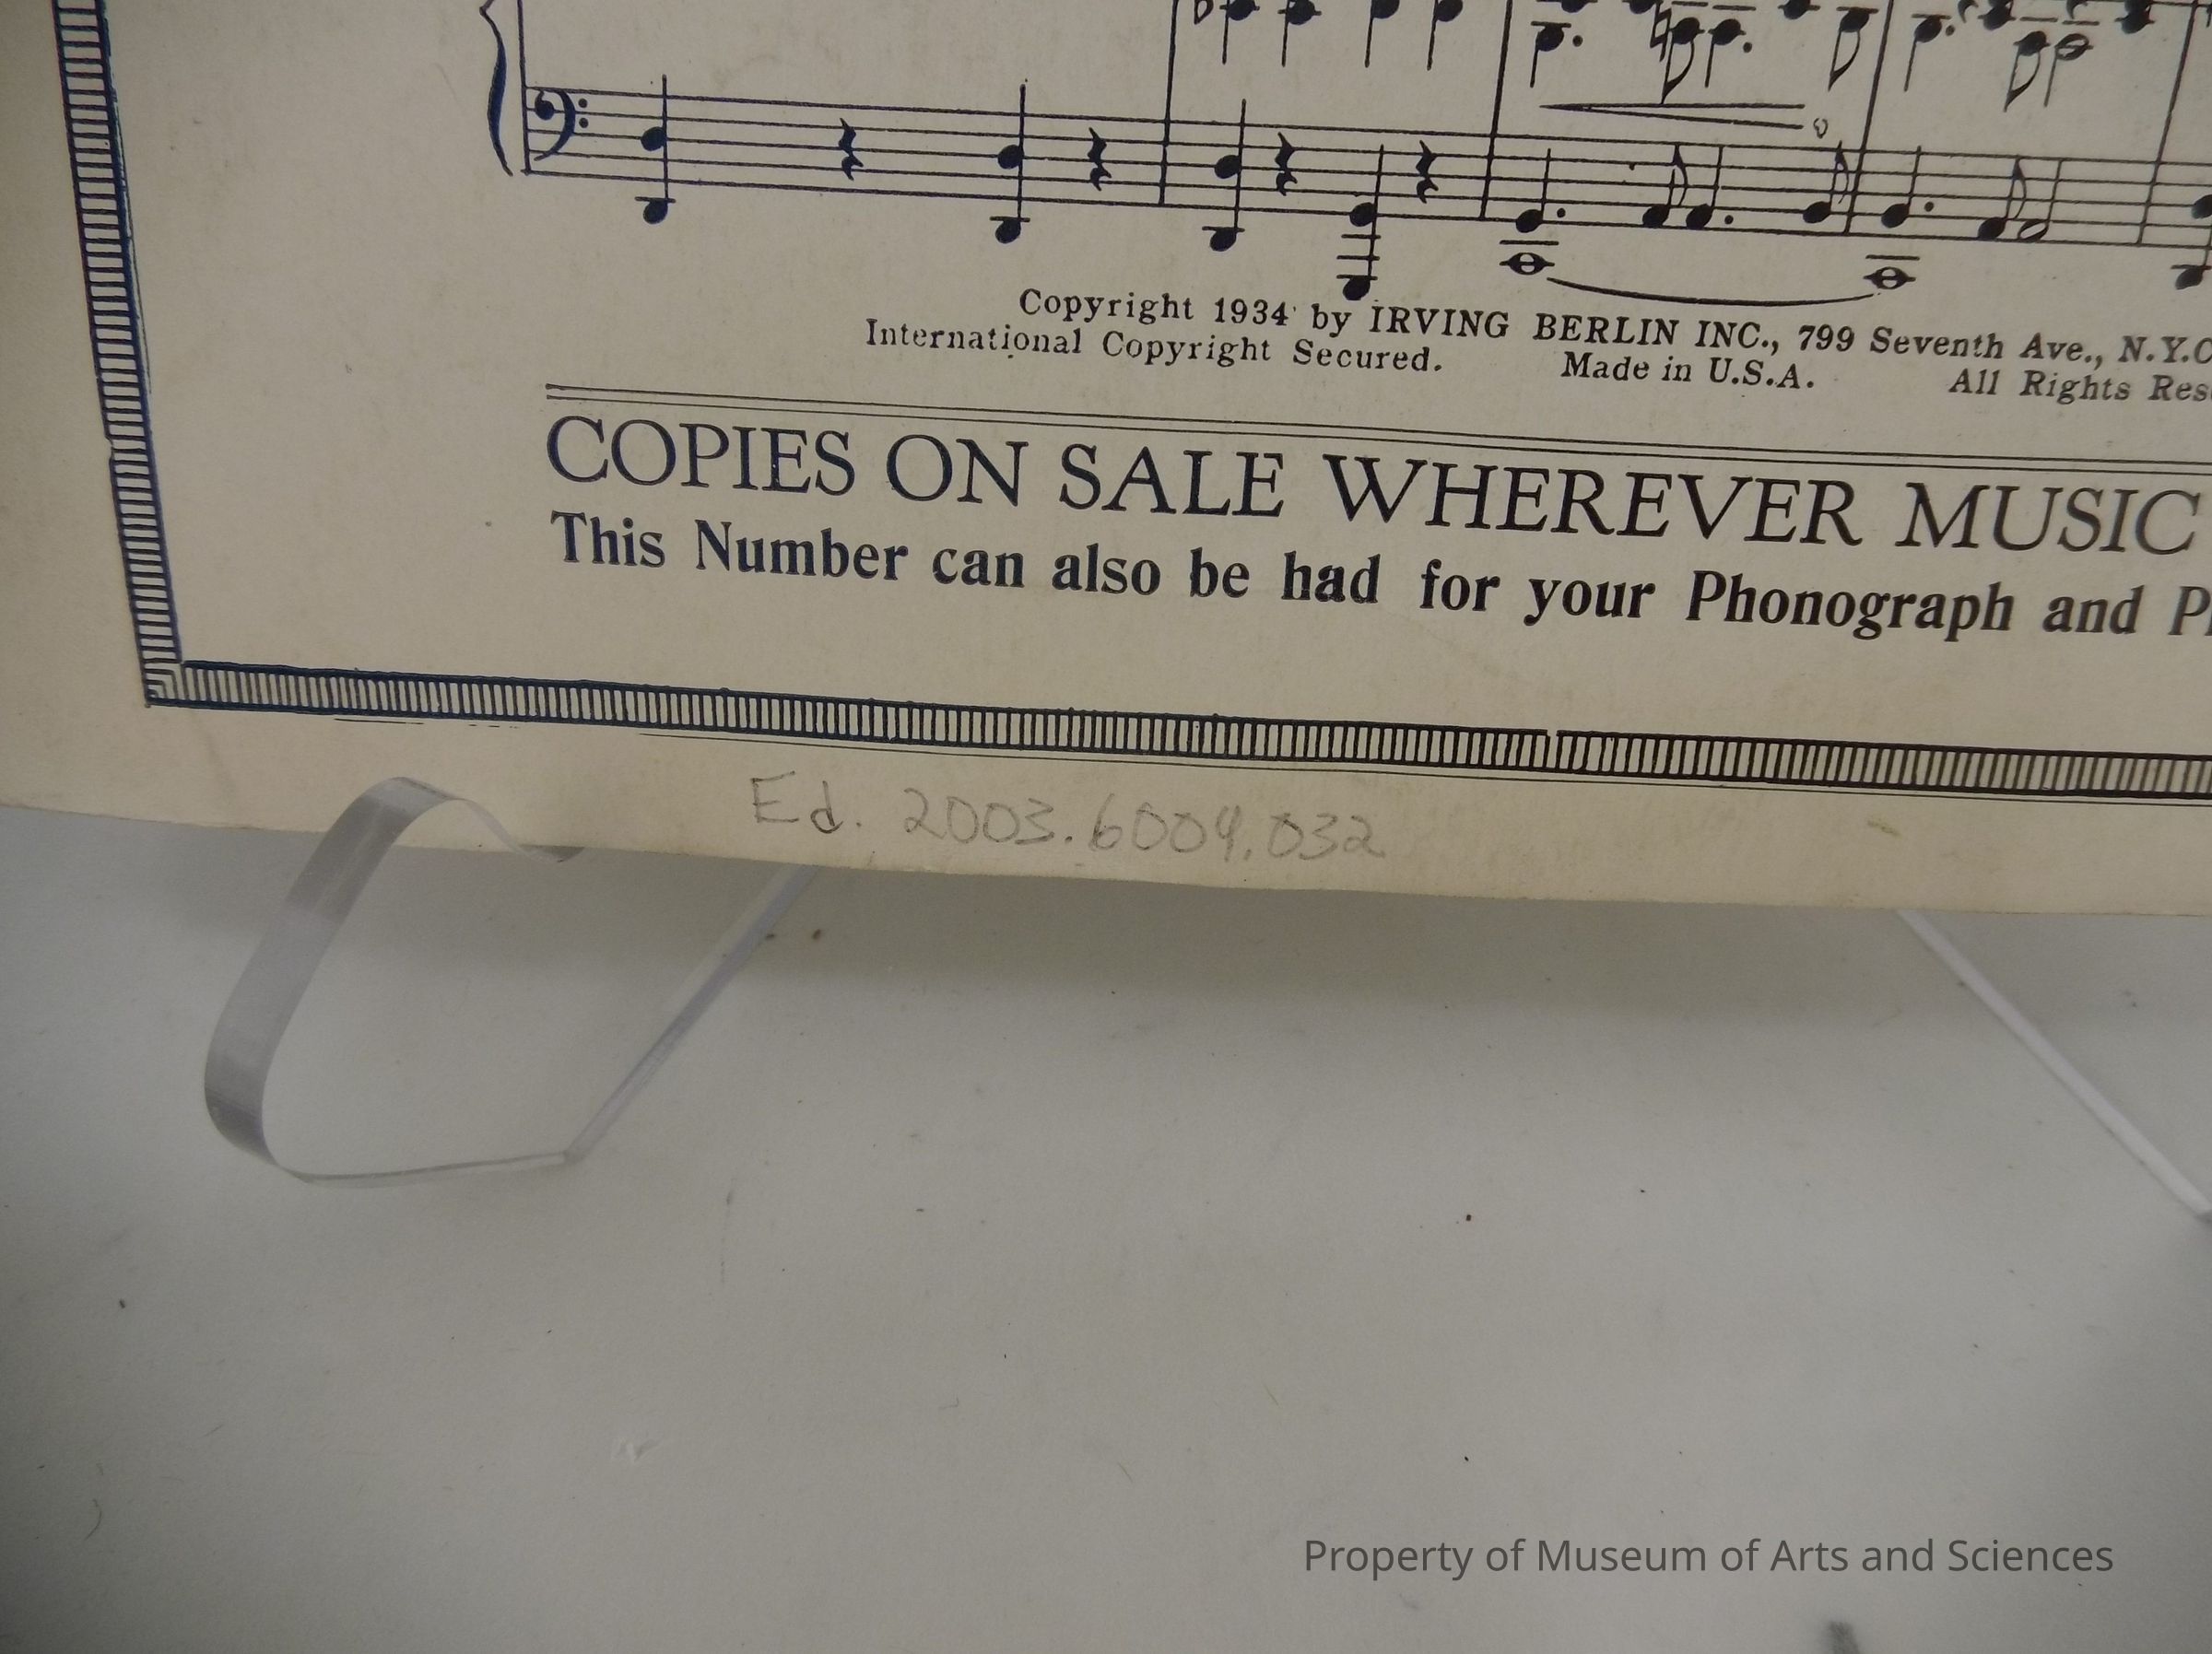 Copyright 1934 by IRVING BERLIN INC., 799 Seventh Ave., N.Y.C
International Copyright Secured. Made in U.S.A. All Rights
COPIES ON SALE WHEREVER MUSIC
This Number can also be had for your Phonograph and
Ed. 2003.6009.032
Property of Museum of Arts and Sciences